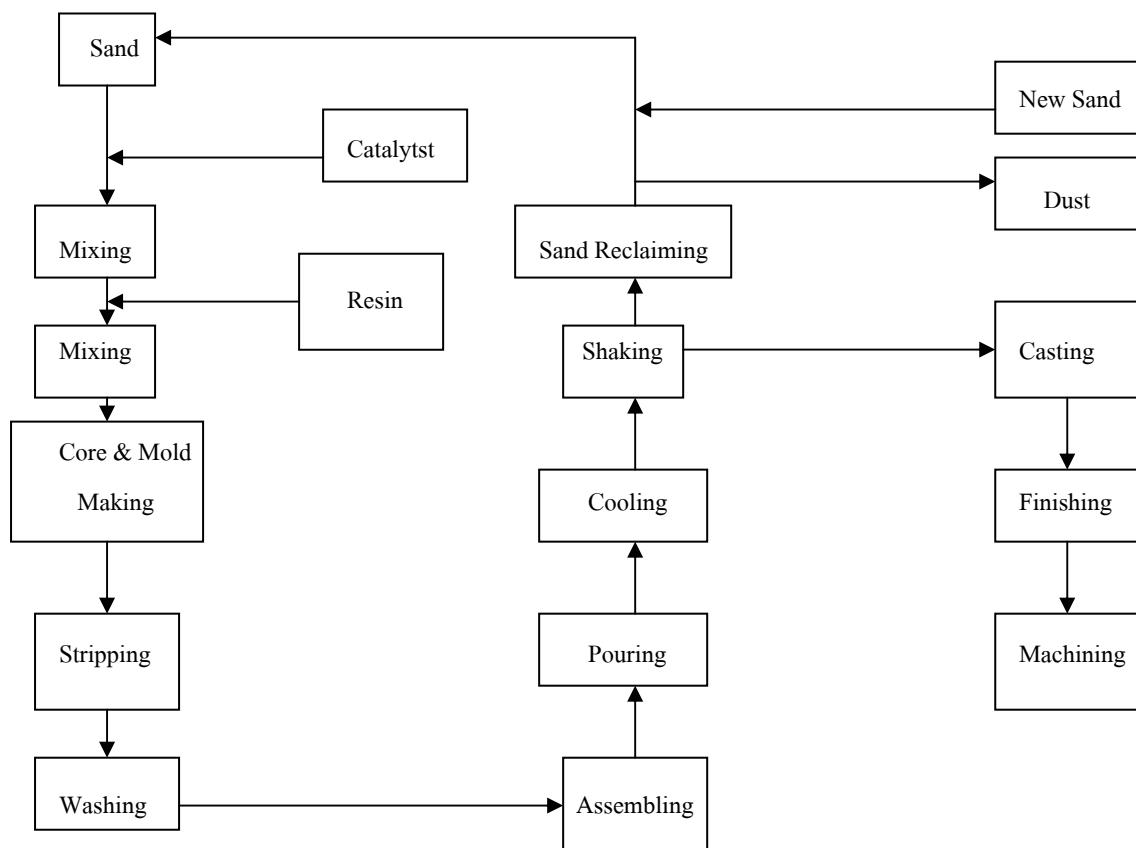 Sand
New Sand
Catalytst
Dust
Mixing
Sand Reclaiming
Resin
Mixing
Shaking
Casting
Core & Mold
Making
Cooling
Finishing
Stripping
Pouring
Machining
Washing
Assembling